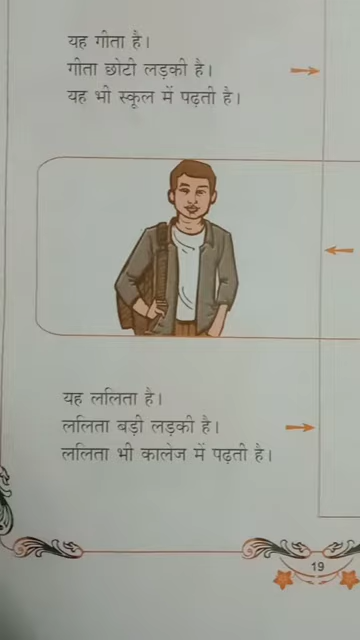 यह गीता है।
गीता छोटी लड़की है।
यह भी स्कूल में पढ़ती है।
यह ललिता है।
ललिता बड़ी लड़की है।
ललिता भी कालेज में पढ़ती है।
19